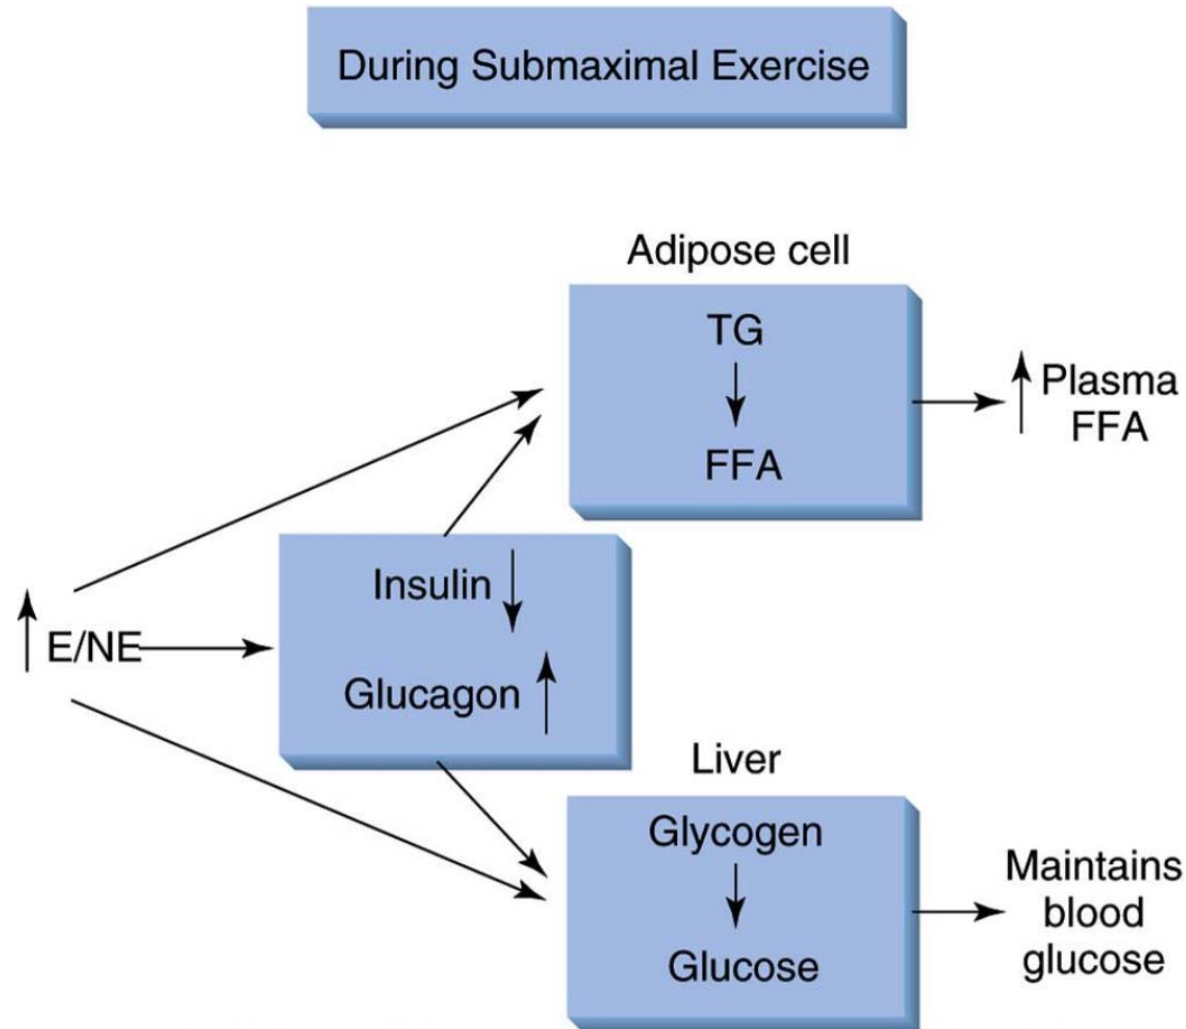 During Submaximal Exercise
Adipose cell
TG
FFA
Plasma
FFA
Insulin
E/NE
Glucagon
Liver
Glycogen
Glucose
Maintains
blood
glucose